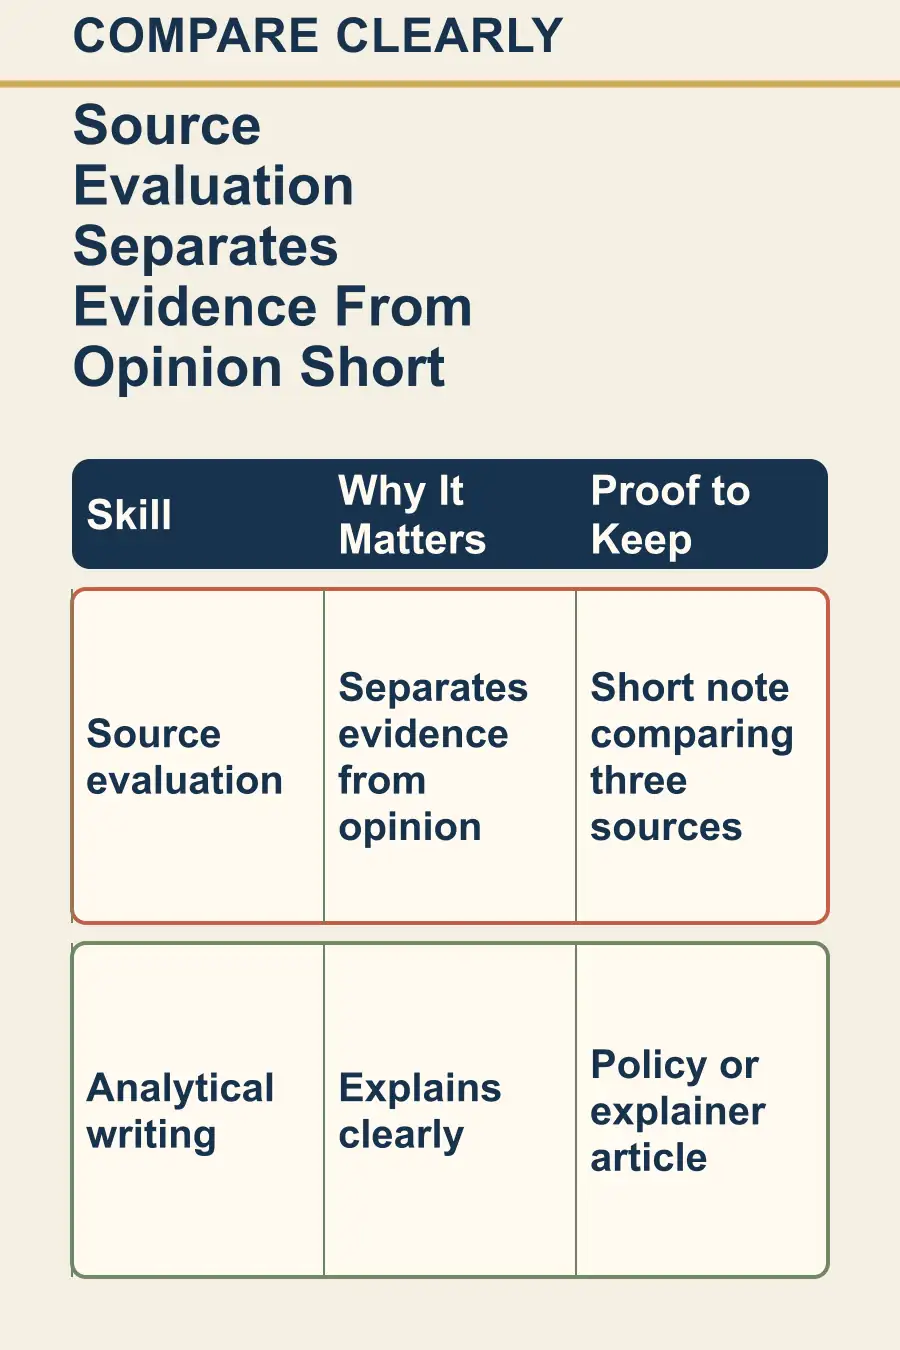 COMPARE CLEARLY
Source
Evaluation
Separates
Evidence From
Opinion Short
Skill
Why It
Matters
Proof to
Keep
Source
evaluation
Separates
evidence
from
opinion
Short note
comparing
three
sources
Analytical
writing
Explains
clearly
Policy or
explainer
article